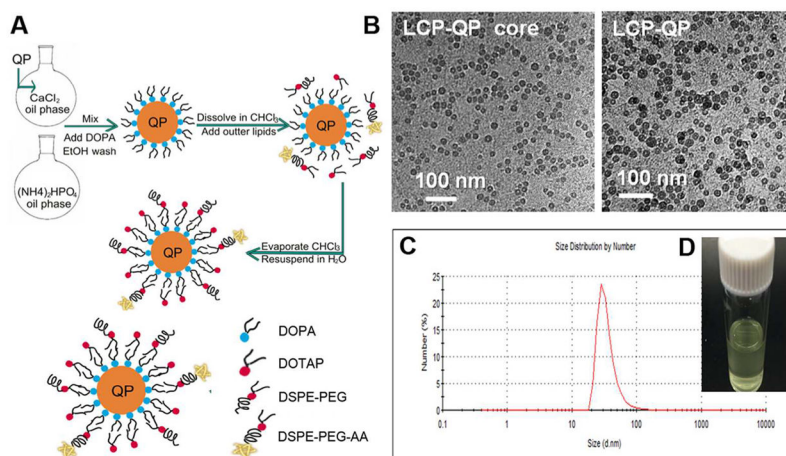 A
QP
CaCl₂
oil phase
(NH4)₂HPO₄
oil phase
Mix
Add DOPA
EtOH wash
QP
Dissolve in CHCl₃
Add outter lipids
QP
Evaporate CHCl₃
Resuspend in H₂O
QP
QP
DOPA
DOTAP
DSPE-PEG
DSPE-PEG-AA
B
LCP-QP core
100 nm
LCP-QP
100 nm
C
Size Distribution by Number
Number (%)
25
20
15
10
5
0
0.1
1
10
100
1000
10000
Size (d.nm)
D